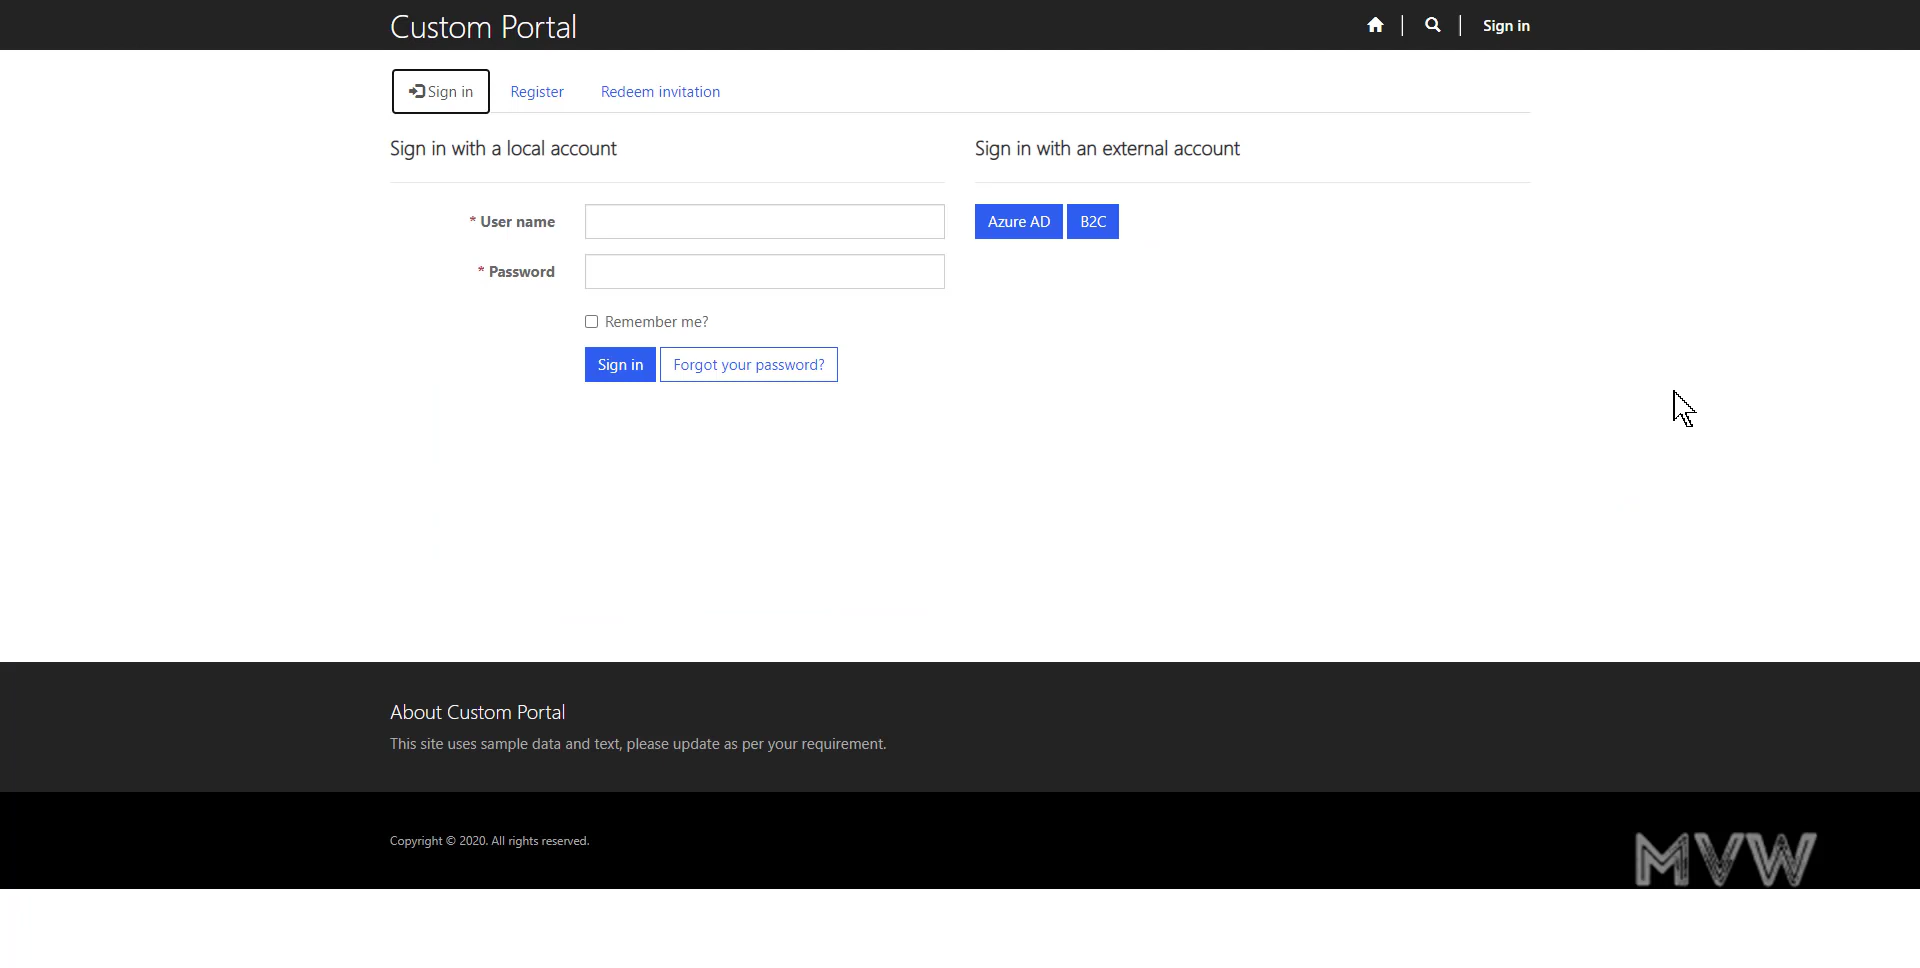 Custom Portal
Sign in
Sign in
Register
Redeem invitation
Sign in with a local account
Sign in with an external account
* User name
Azure AD
B2C
* Password
Remember me?
Sign in
Forgot your password?
About Custom Portal
This site uses sample data and text, please update as per your requirement.
Copyright © 2020. All rights reserved.
MVW